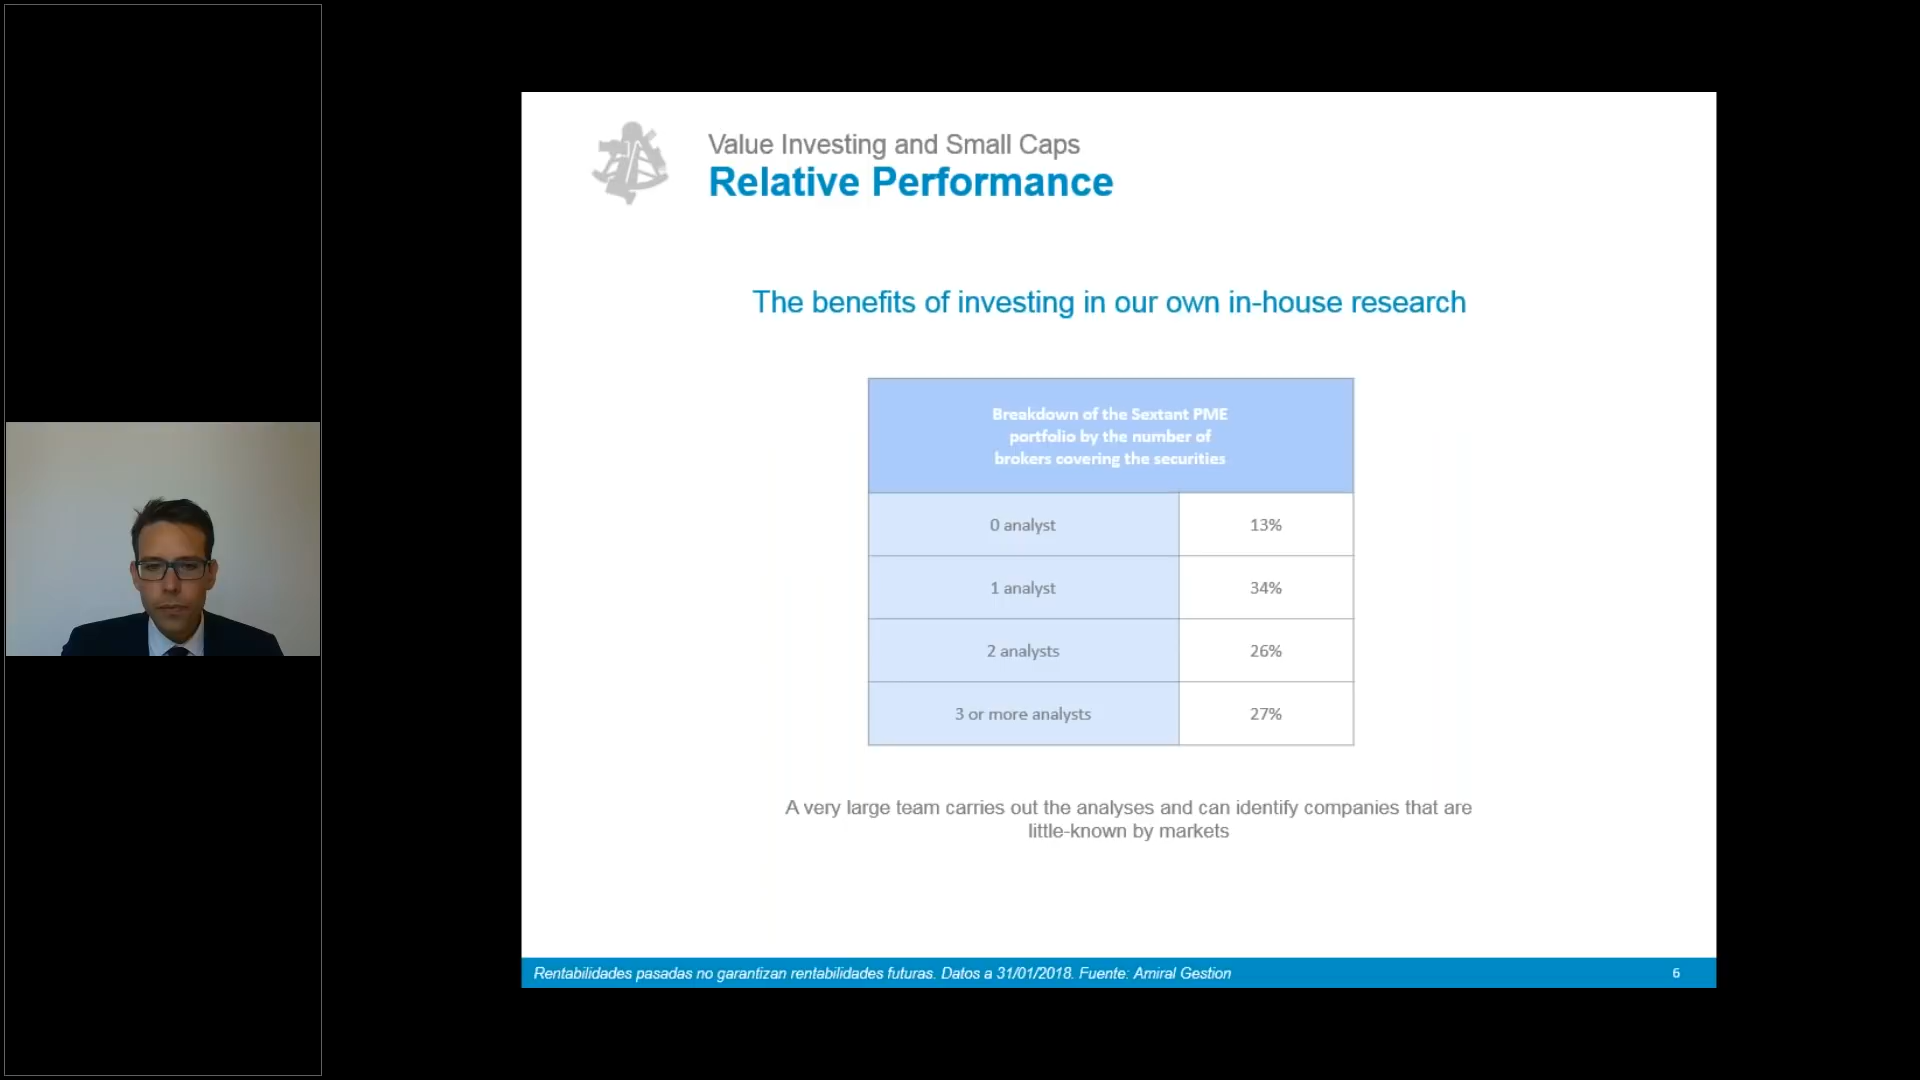 Value Investing and Small Caps
Relative Performance
The benefits of investing in our own in-house research
Breakdown of the Sextant PME
portfolio by the number of
brokers covering the securities
0 analyst 13%
1 analyst 34%
2 analysts 26%
3 or more analysts 27%
A very large team carries out the analyses and can identify companies that are
little-known by markets
Rentabilidades pasadas no garantizan rentabilidades futuras. Datos a 31/01/2018. Fuente: Amiral Gestion 6